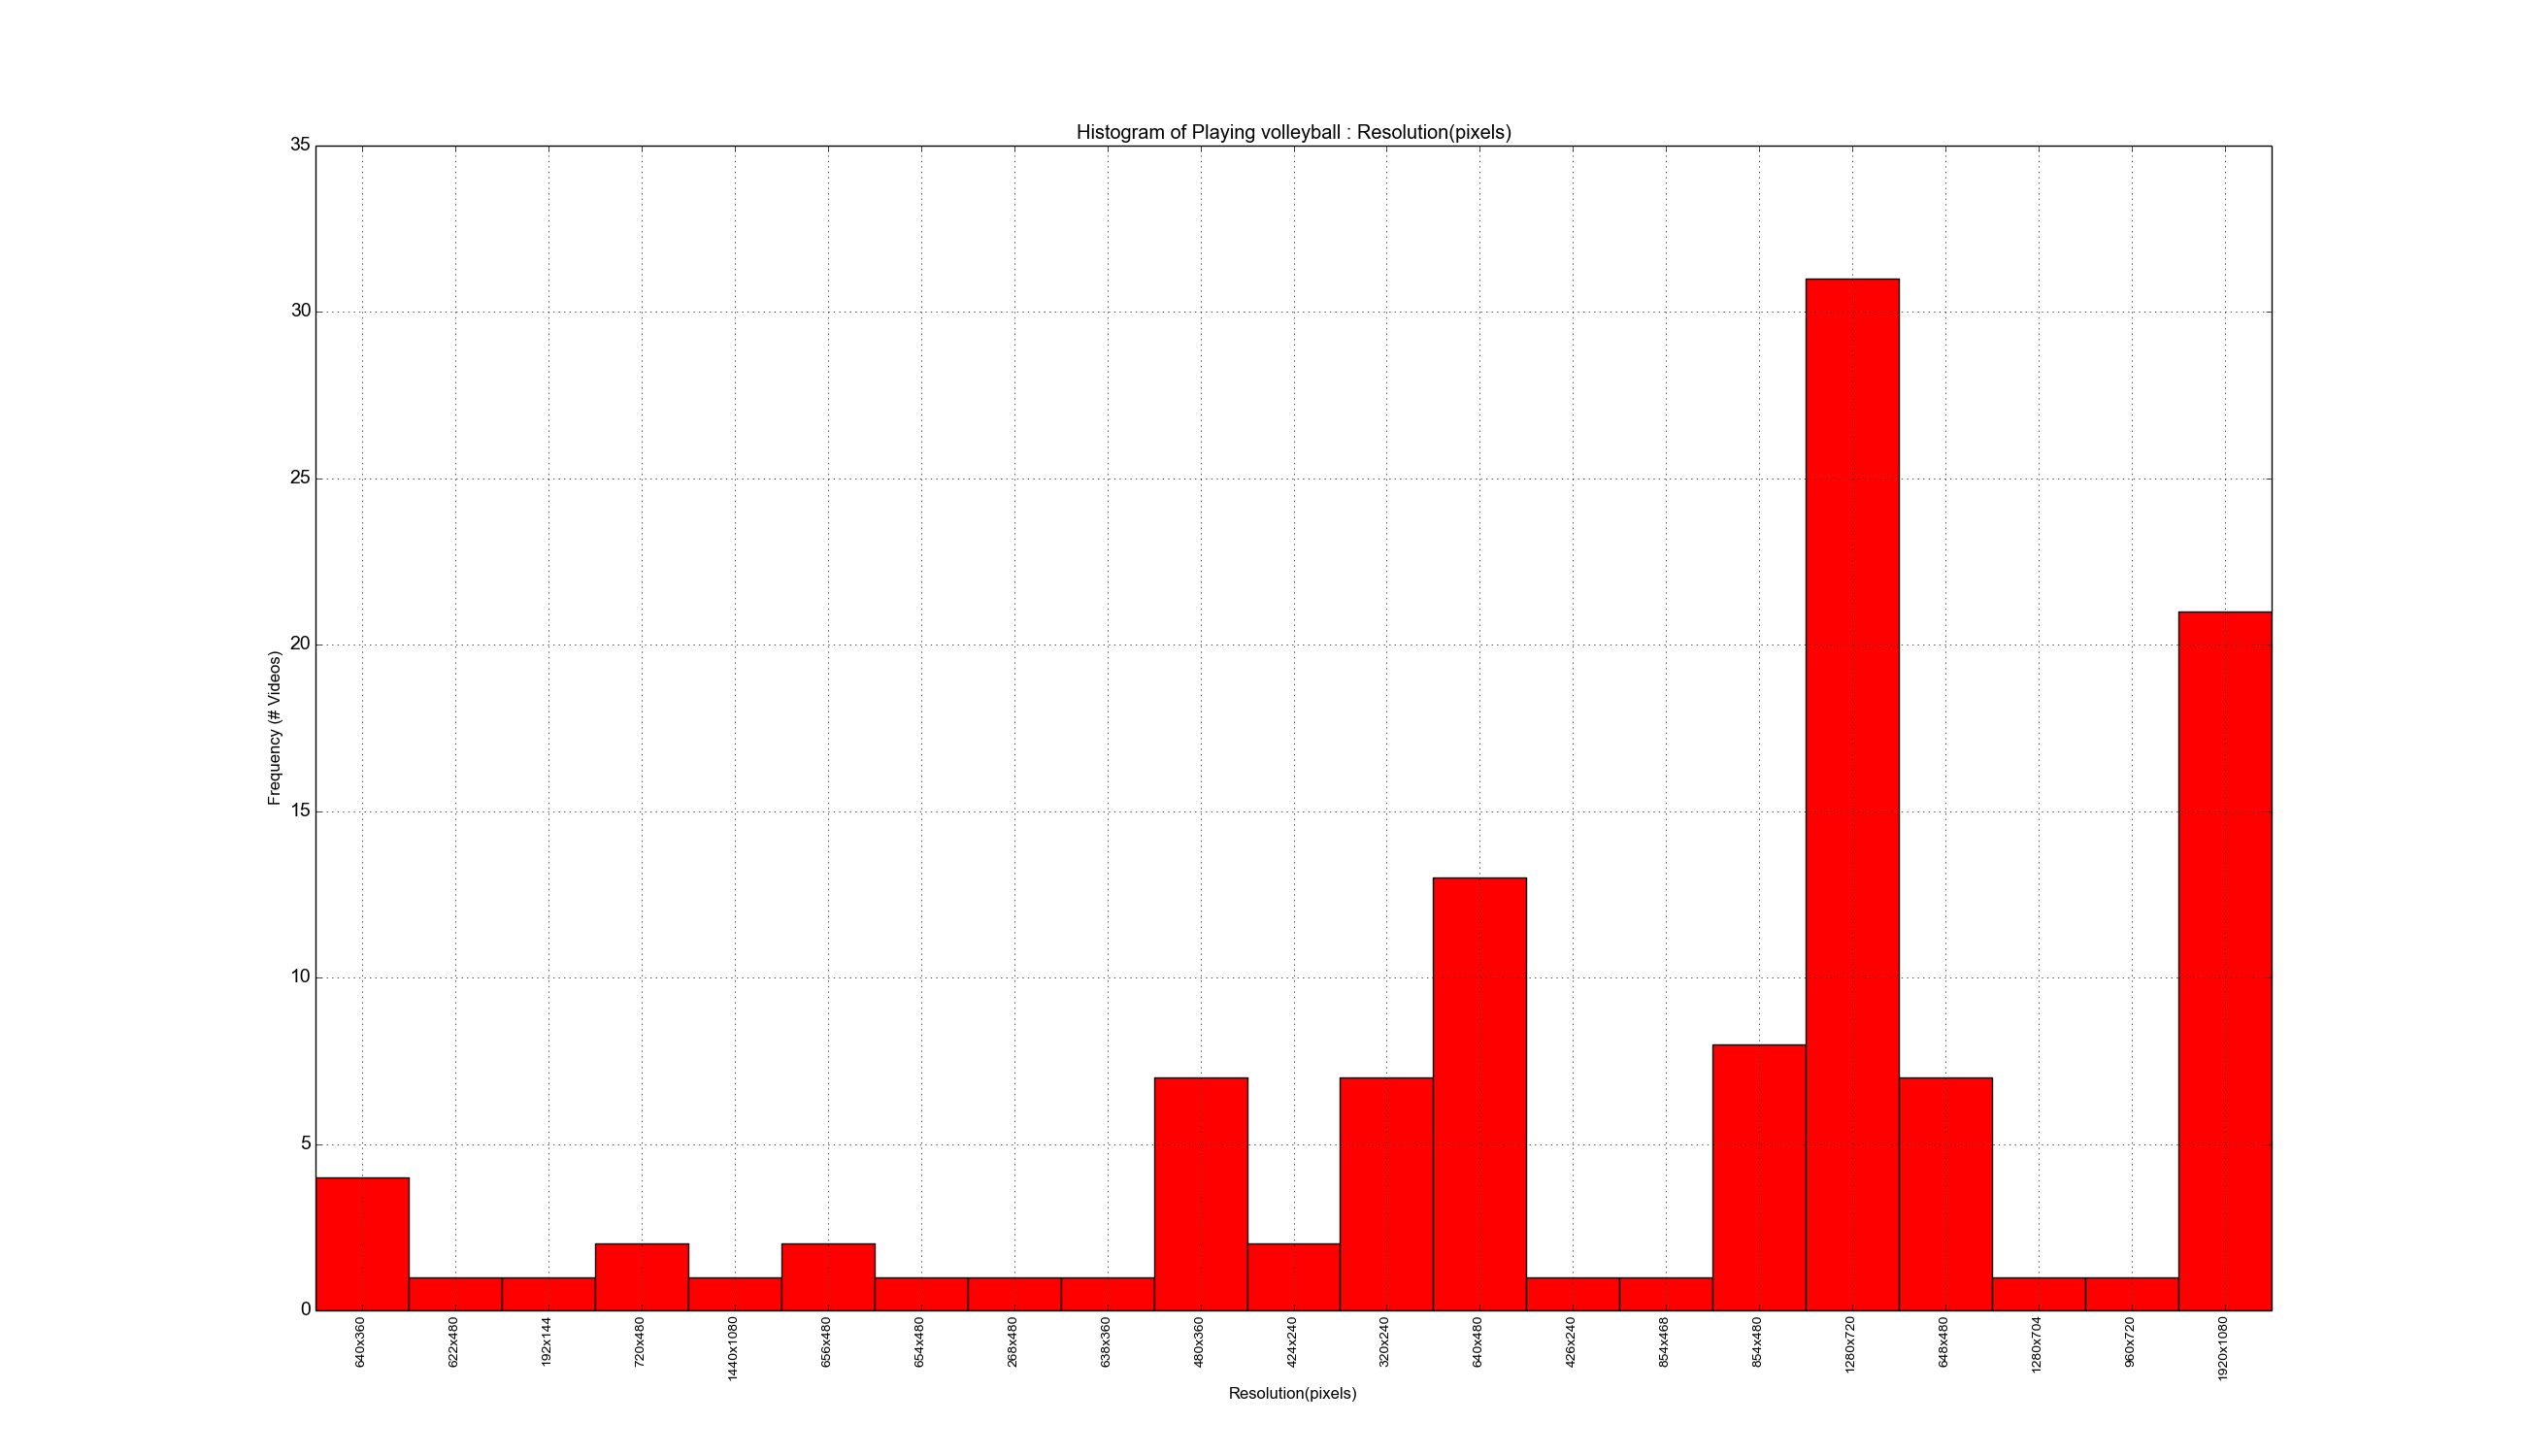 Histogram of Playing volleyball : Resolution(pixels)
35
30
25
20
15
10
5
0
Frequency (# Videos)
640x360
622x480
192x144
720x480
1440x1080
656x480
654x480
268x480
638x360
480x360
424x240
320x240
640x480
426x240
854x468
854x480
1280x720
648x480
1280x704
960x720
1920x1080
Resolution(pixels)